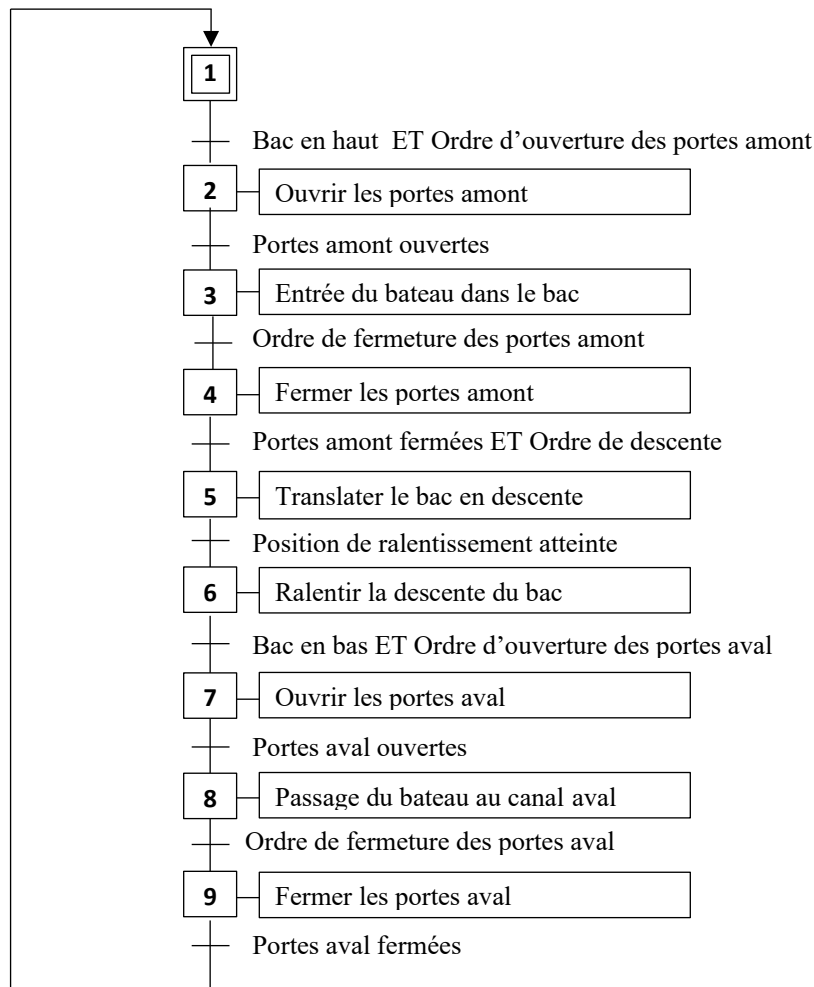 1
Bac en haut ET Ordre d’ouverture des portes amont
2 Ouvrir les portes amont
Portes amont ouvertes
3 Entrée du bateau dans le bac
Ordre de fermeture des portes amont
4 Fermer les portes amont
Portes amont fermées ET Ordre de descente
5 Translater le bac en descente
Position de ralentissement atteinte
6 Ralentir la descente du bac
Bac en bas ET Ordre d’ouverture des portes aval
7 Ouvrir les portes aval
Portes aval ouvertes
8 Passage du bateau au canal aval
Ordre de fermeture des portes aval
9 Fermer les portes aval
Portes aval fermées